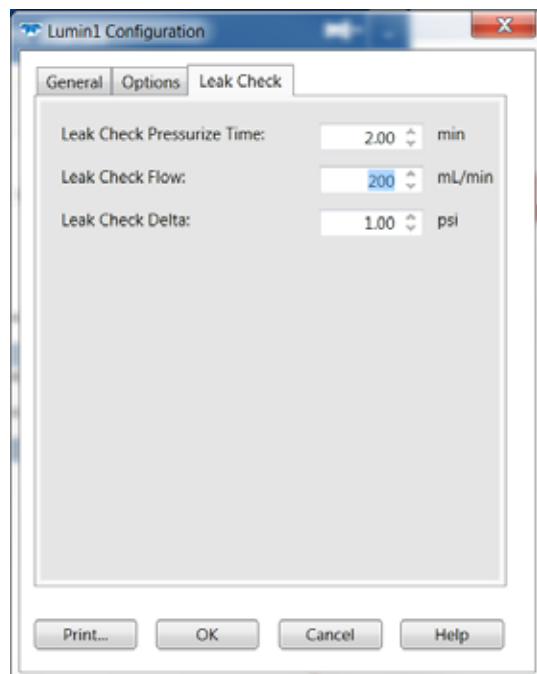 Lumin1 Configuration
General Options Leak Check
Leak Check Pressurize Time: 2.00 min
Leak Check Flow: 200 mL/min
Leak Check Delta: 1.00 psi
Print... OK Cancel Help